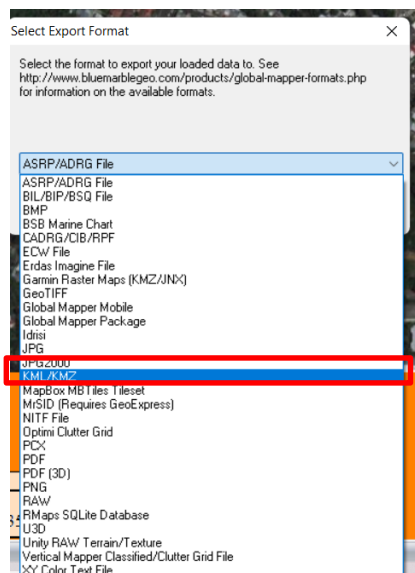 Select Export Format
Select the format to export your loaded data to. See
http://www.bluemarblegeo.com/products/global-mapper-formats.php
for information on the available formats.
ASRP/ADRG File
ASRP/ADRG File
BIL/BIP/BSQ File
BMP
BSB Marine Chart
CADRG/CIB/RPF
ECW File
Erdas Imagine File
Garmin Raster Maps (KMZ/JNX)
GeoTIFF
Global Mapper Mobile
Global Mapper Package
Idrisi
JPG
JPG2000
KML/KMZ
MapBox MBTiles Tileset
MrSID (Requires GeoExpress)
NITF File
Optimi Clutter Grid
PCX
PDF
PDF (3D)
PNG
RAW
RMaps SQLite Database
U3D
Unity RAW Terrain/Texture
Vertical Mapper Classified/Clutter Grid File
XY Color Text File